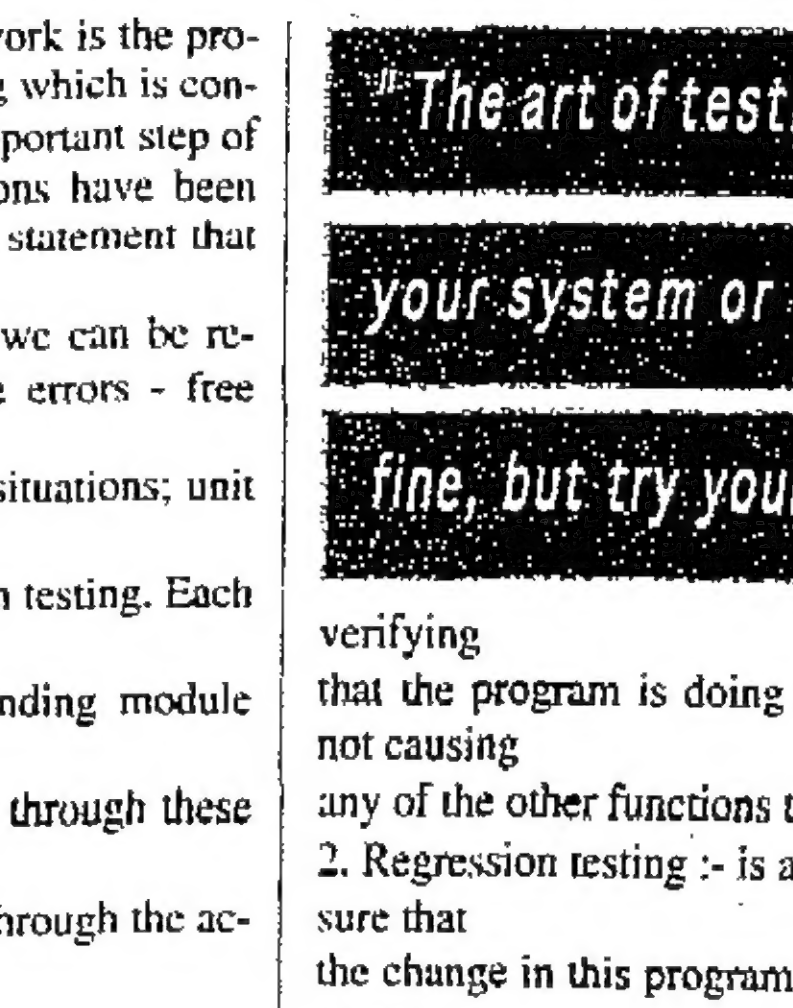 work is the pro-
which is con-
portant step of
ons have been
statement that
we can be re-
errors - free
situations; unit
testing. Each
nding module
through these
through the ac-
" The art of test
your system or
fine, but try you
verifying
that the program is doing
not causing
any of the other functions
2. Regression testing :- is a
sure that
the change in this program